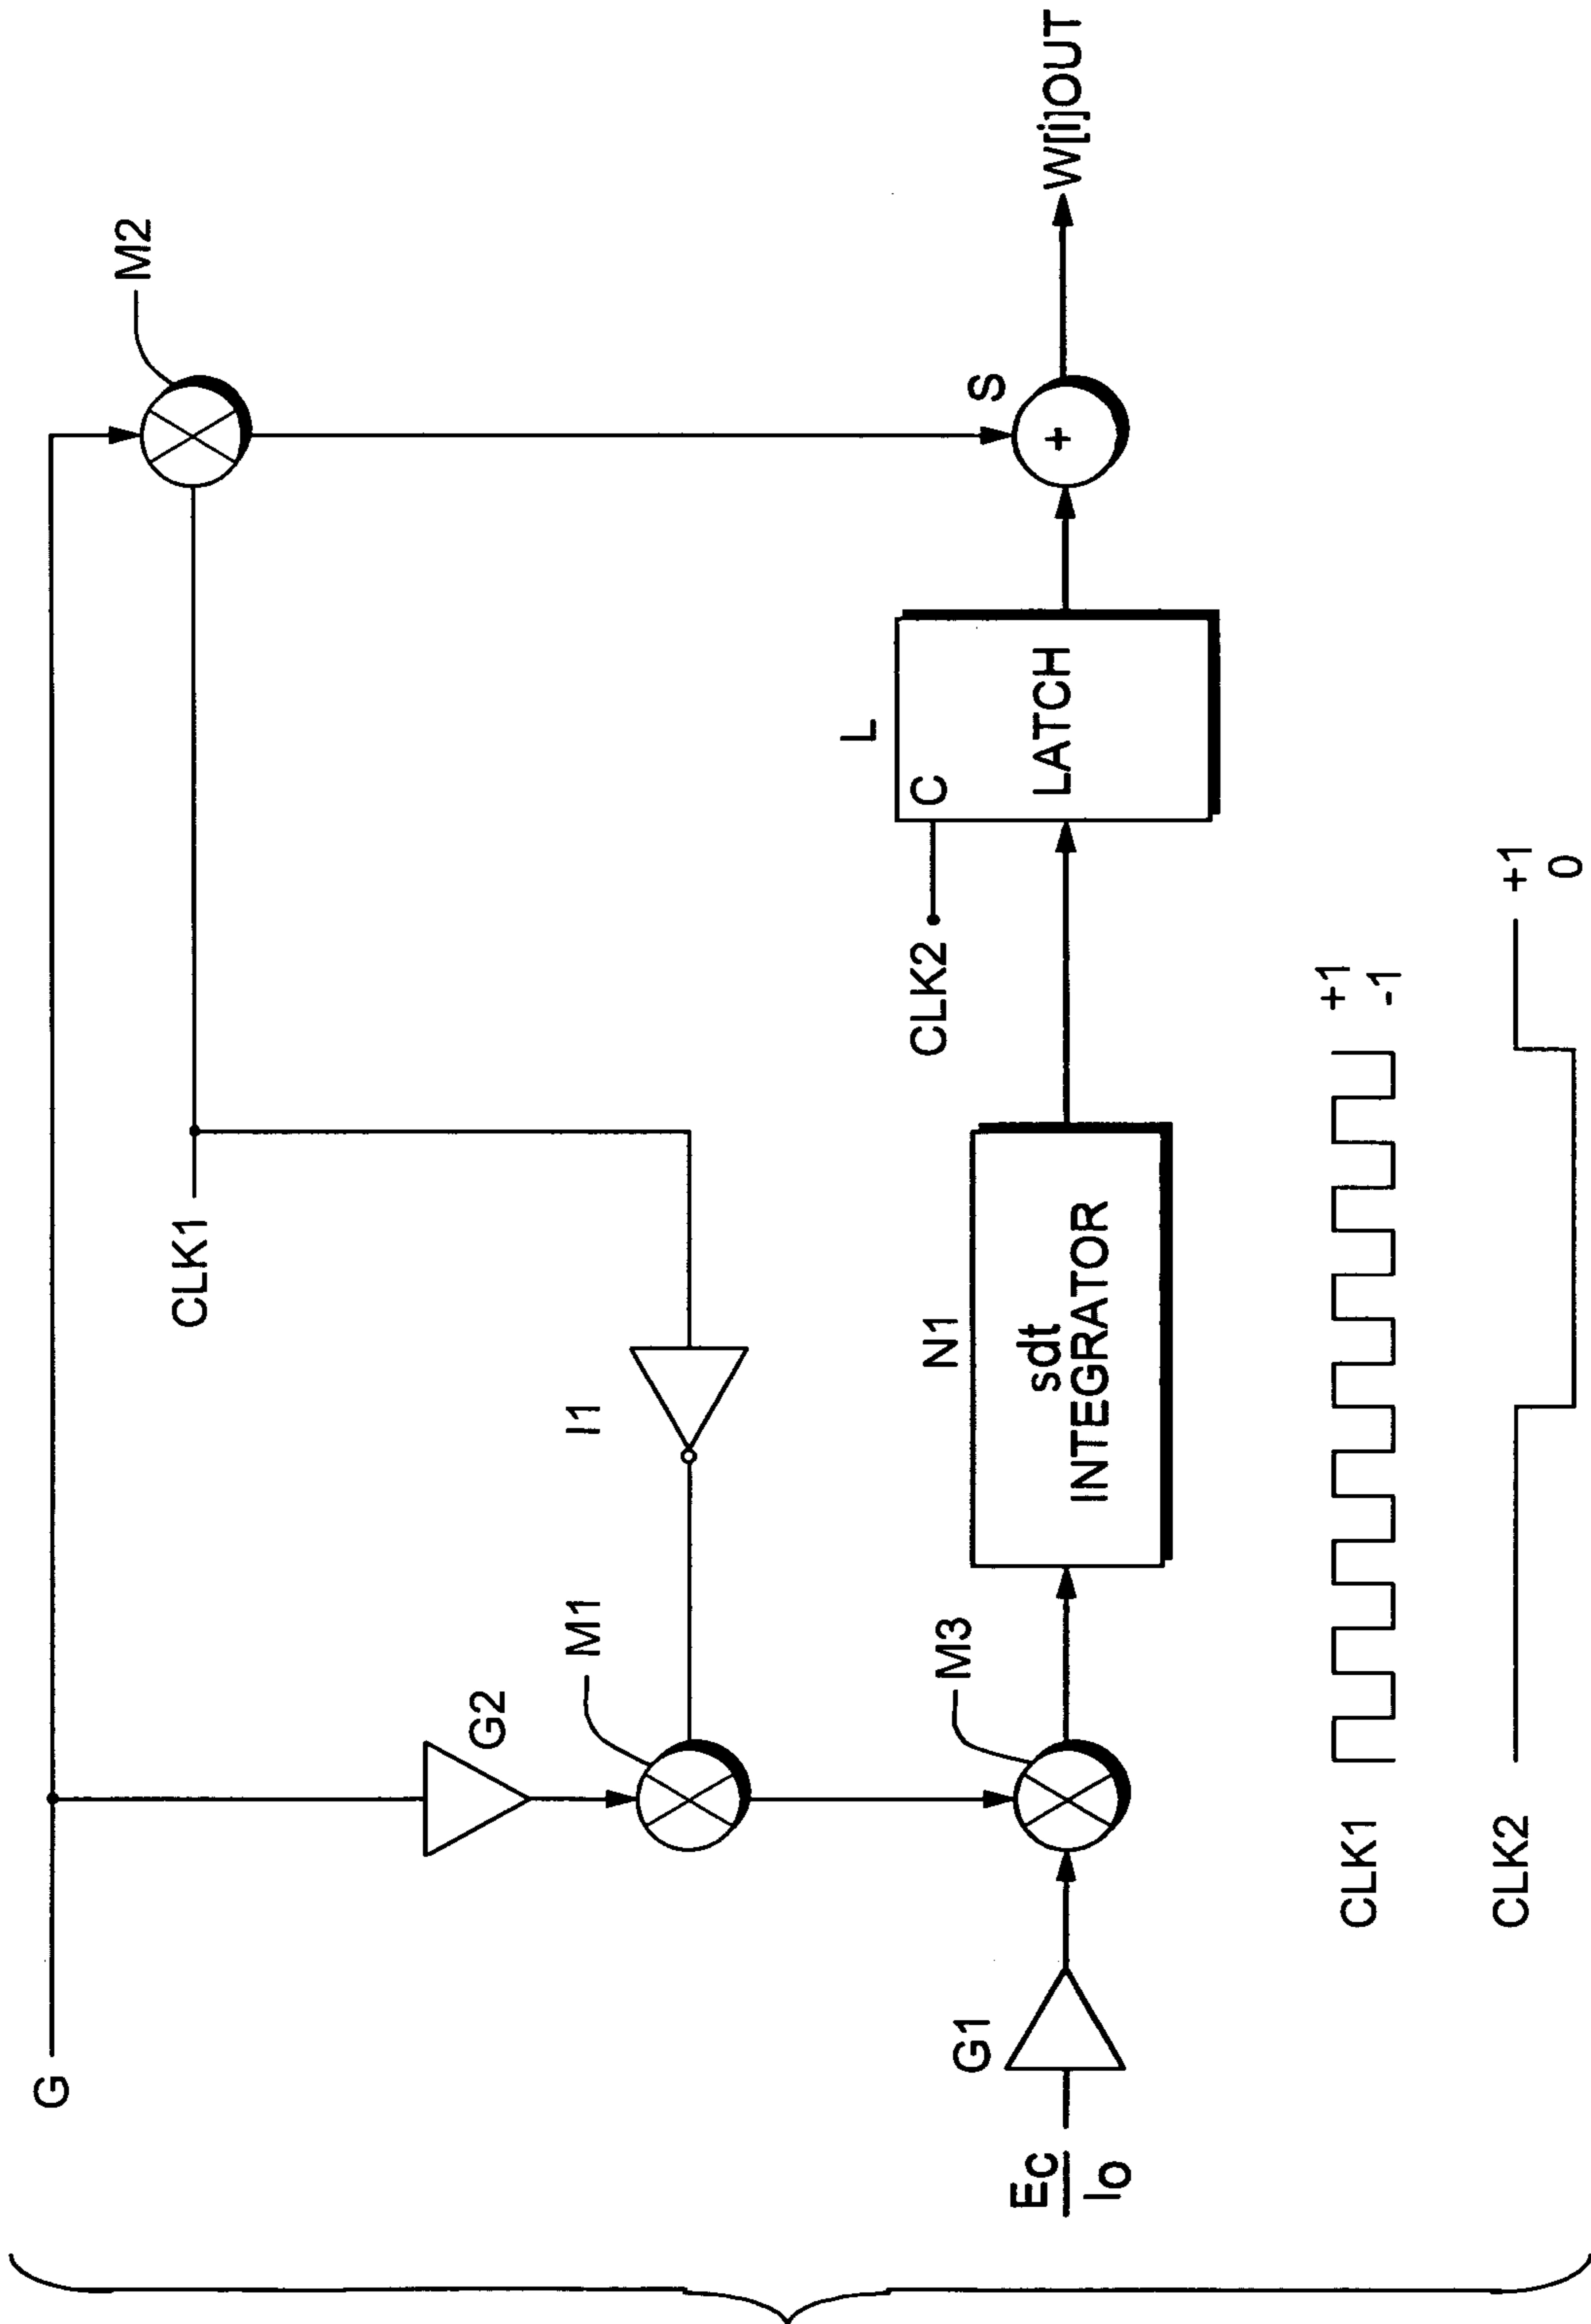 G
M2
CLK1
G2
I1
M1
S
W[i]OUT
L
C
CLK2
LATCH
N1
sdt
INTEGRATOR
M3
G1
Ec
Io
CLK1
+1
-1
CLK2
+1
0